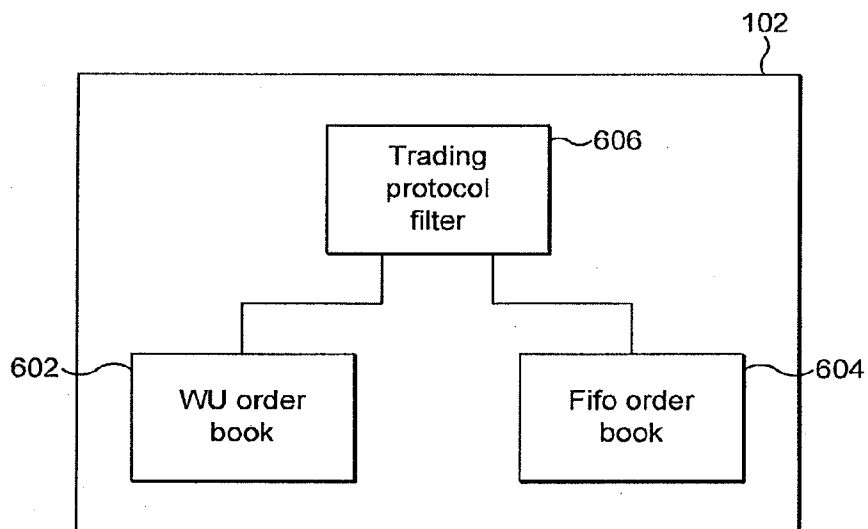 102
Trading
protocol
filter
606
602
WU order
book
Fifo order
book
604